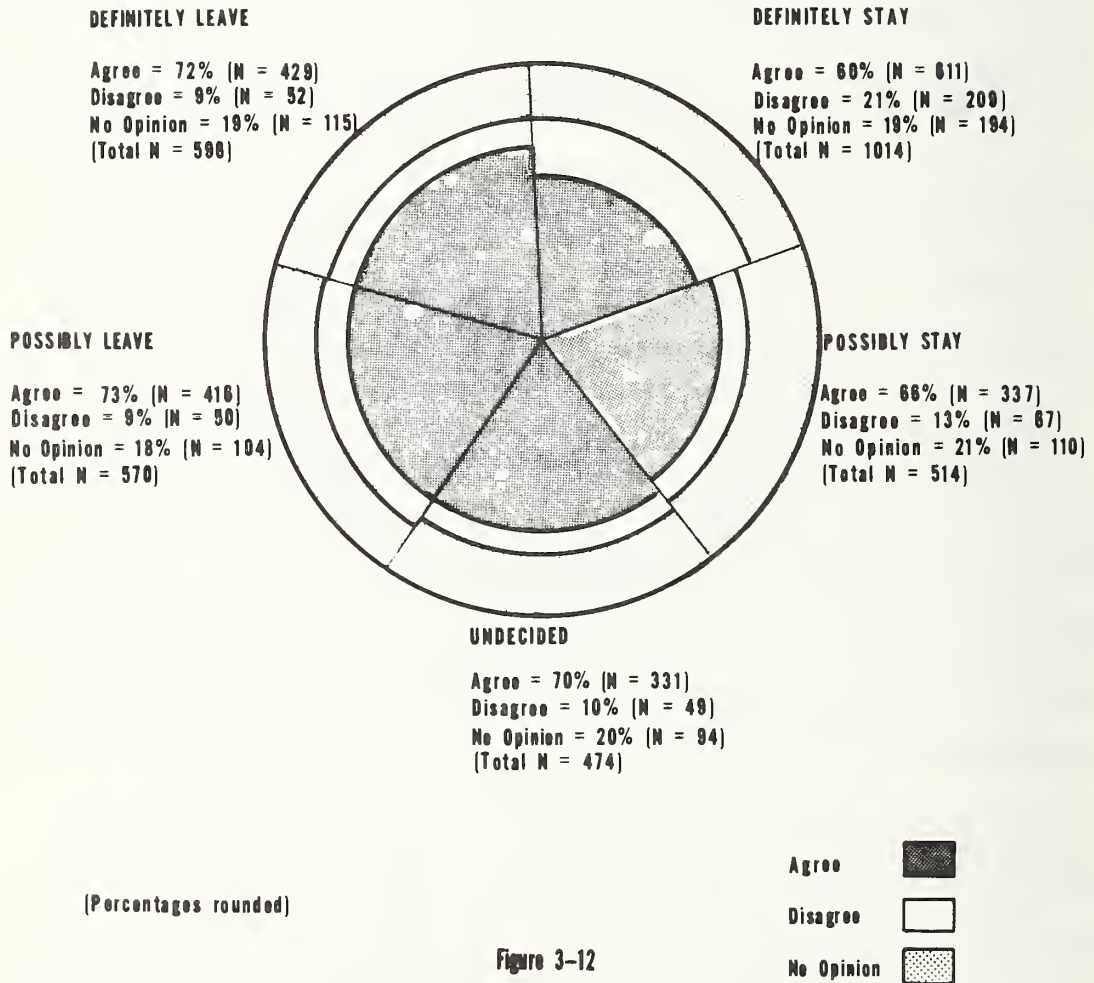 DEFINITELY LEAVE
Agree = 72% (N = 429)
Disagree = 9% (N = 52)
No Opinion = 19% (N = 115)
(Total N = 596)
DEFINITELY STAY
Agree = 60% (N = 611)
Disagree = 21% (N = 209)
No Opinion = 19% (N = 194)
(Total N = 1014)
POSSIBLY LEAVE
Agree = 73% (N = 416)
Disagree = 9% (N = 50)
No Opinion = 18% (N = 104)
(Total N = 570)
POSSIBLY STAY
Agree = 66% (N = 337)
Disagree = 13% (N = 67)
No Opinion = 21% (N = 110)
(Total N = 514)
UNDECIDED
Agree = 70% (N = 331)
Disagree = 10% (N = 49)
No Opinion = 20% (N = 94)
(Total N = 474)
(Percentages rounded)
Agree
Disagree
No Opinion
Figure 3-12